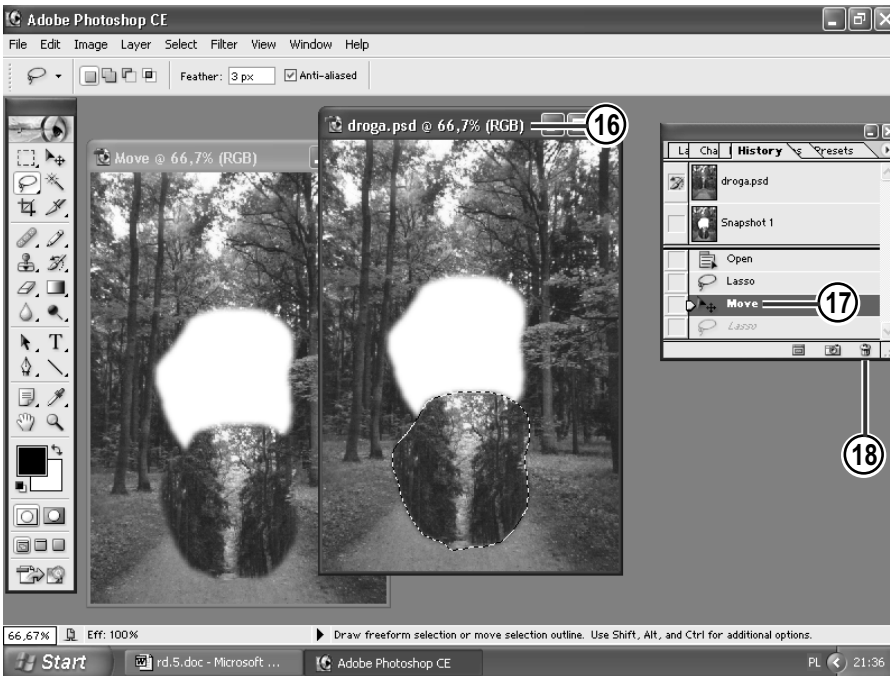 Adobe Photoshop CE
File Edit Image Layer Select Filter View Window Help
Feather: 3 px Anti-aliased
droga.psd @ 66,7% (RGB) 16
Move @ 66,7% (RGB)
La Cha History s Presets
droga.psd
Snapshot 1
Open
Lasso
Move 17
Lasso
18
66,67% Eff: 100% Draw freeform selection or move selection outline. Use Shift, Alt, and Ctrl for additional options.
Start rd.5.doc - Microsoft ... Adobe Photoshop CE PL 21:36